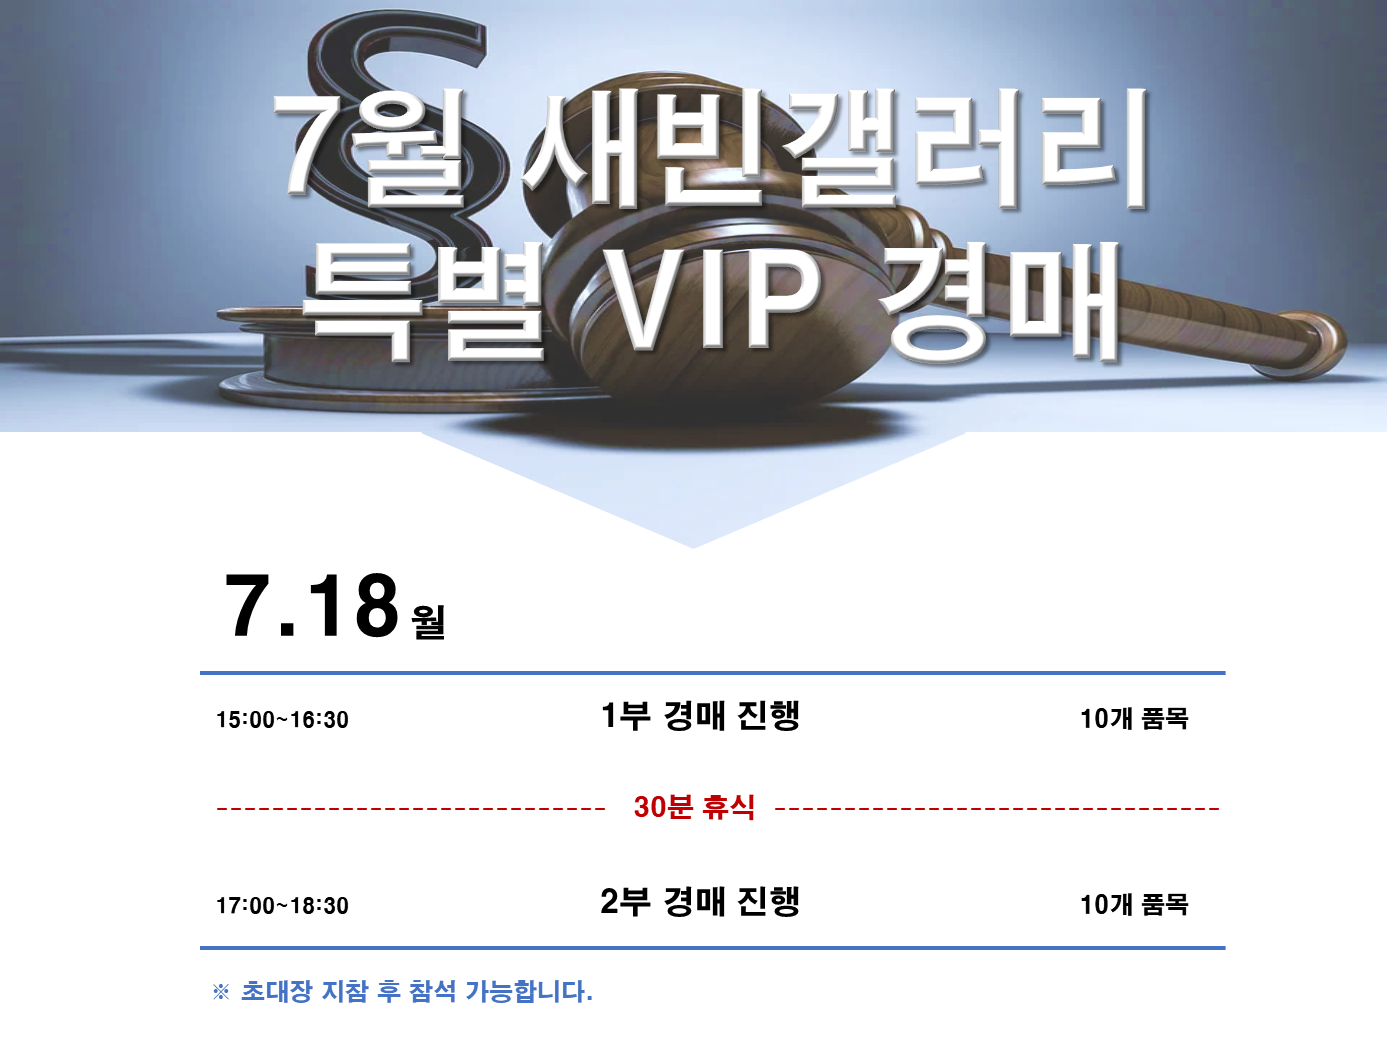 7월 새빈갤러리
특별 VIP 경매
7.18 월
15:00~16:30 1부 경매 진행 10개 품목
---------------------------- 30분 휴식 --------------------------------
17:00~18:30 2부 경매 진행 10개 품목
※ 초대장 지참 후 참석 가능합니다.